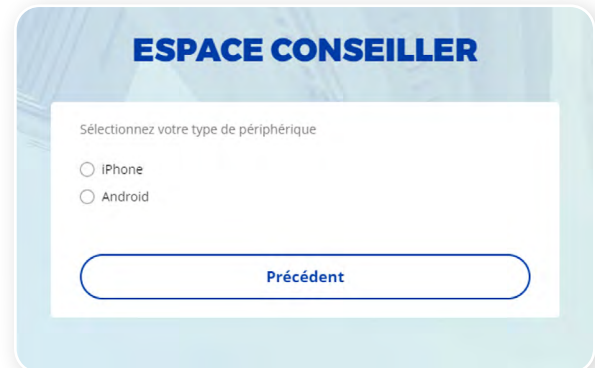 ESPACE CONSEILLER
Sélectionnez votre type de périphérique
iPhone
Android
Précédent